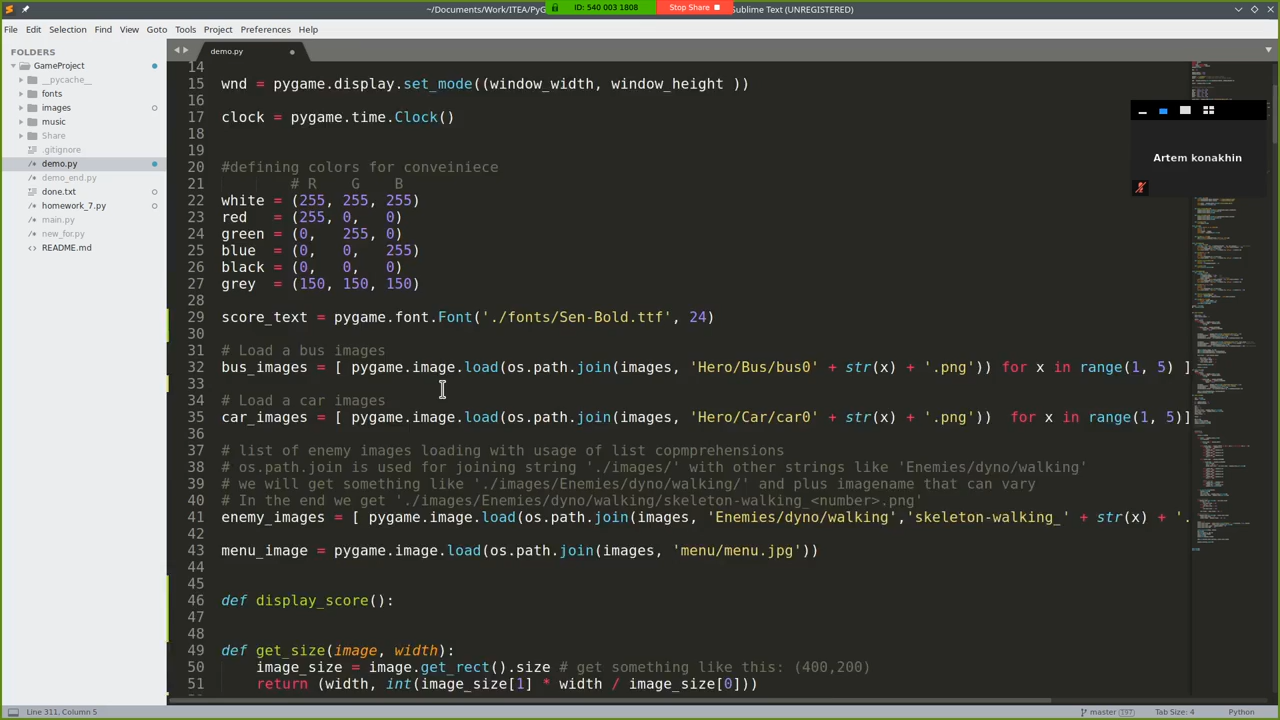 ~/Documents/Work/ITEA/PyG
ID: 540 003 1808
Stop Share
Sublime Text (UNREGISTERED)
File Edit Selection Find View Goto Tools Project Preferences Help
FOLDERS
GameProject
__pycache__
fonts
images
music
Share
.gitignore
demo.py
demo_end.py
done.txt
homework_7.py
main.py
new_for.py
README.md
demo.py
14
15 wnd = pygame.display.set_mode((window_width, window_height ))
16
17 clock = pygame.time.Clock()
18
19
20 #defining colors for conveiniece
21 # R G B
22 white = (255, 255, 255)
23 red = (255, 0, 0)
24 green = (0, 255, 0)
25 blue = (0, 0, 255)
26 black = (0, 0, 0)
27 grey = (150, 150, 150)
28
29 score_text = pygame.font.Font('./fonts/Sen-Bold.ttf', 24)
30
31 # Load a bus images
32 bus_images = [ pygame.image.load(os.path.join(images, 'Hero/Bus/bus0' + str(x) + '.png')) for x in range(1, 5) ]
33
34 # Load a car images
35 car_images = [ pygame.image.load(os.path.join(images, 'Hero/Car/car0' + str(x) + '.png')) for x in range(1, 5)]
36
37 # list of enemy images loading with usage of list copmprehensions
38 # os.path.join is used for joining string './images/' with other strings like 'Enemies/dyno/walking'
39 # we will get something like './images/Enemies/dyno/walking/' and plus imagename that can vary
40 # In the end we get './images/Enemies/dyno/walking/skeleton-walking_<number>.png'
41 enemy_images = [ pygame.image.load(os.path.join(images, 'Enemies/dyno/walking','skeleton-walking_' + str(x) + '.
42
43 menu_image = pygame.image.load(os.path.join(images, 'menu/menu.jpg'))
44
45
46 def display_score():
47
48
49 def get_size(image, width):
50 image_size = image.get_rect().size # get something like this: (400,200)
51 return (width, int(image_size[1] * width / image_size[0]))
Artem konakhin
Line 311, Column 5
master
197
Tab Size: 4
Python